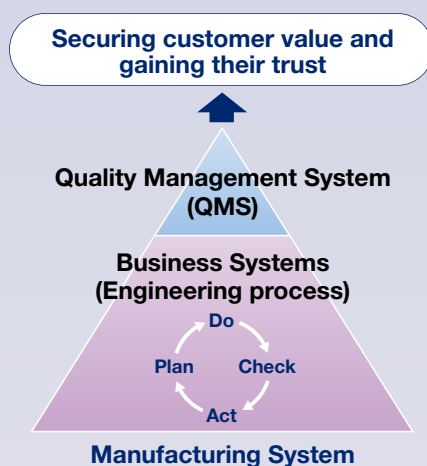 Securing customer value and
gaining their trust
Quality Management System
(QMS)
Business Systems
(Engineering process)
Do
Plan
Check
Act
Manufacturing System